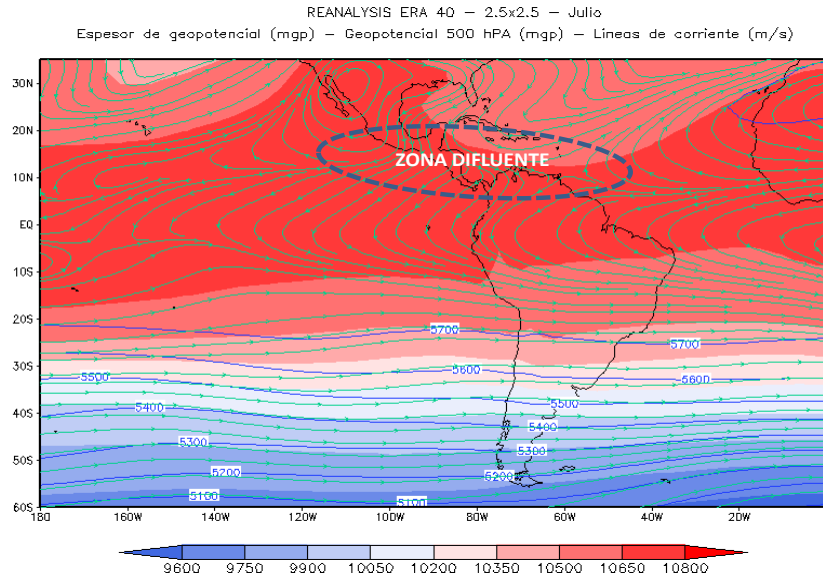 REANALYSIS ERA 40 – 2.5x2.5 – Julio
Espesor de geopotencial (mgp) – Geopotencial 500 hPA (mgp) – Lineas de corriente (m/s)
30N
20N
ZONA DIFLUENTE
10N
EQ
10S
20S
5700
5700
30S
5600
5600
5500
5500
40S
5400
5400
5300
5300
50S
5200
5200
5100
5100
60S
180 160W 140W 120W 100W 80W 60W 40W 20W
9600 9750 9900 10050 10200 10350 10500 10650 10800